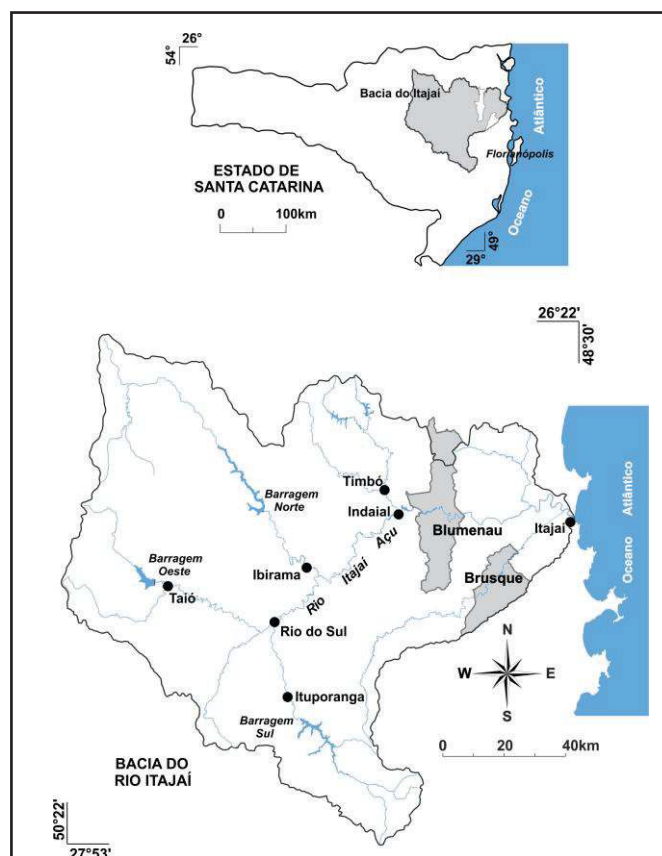 26°
54°
Bacia do Itajaí
Atlântico
Florianópolis
ESTADO DE
SANTA CATARINA
Oceano
0 100km
49°
29°
26°22'
48°30'
Timbó
Barragem
Norte
Indaial
Açu
Itajaí
Atlântico
Blumenau
Barragem
Oeste
Ibirama
Itajaí
Brusque
Oceano
Taió
Rio
Rio do Sul
N
W E
S
Ituporanga
Barragem
Sul
0 20 40km
BACIA DO
RIO ITAJAÍ
50°22'
27°53'